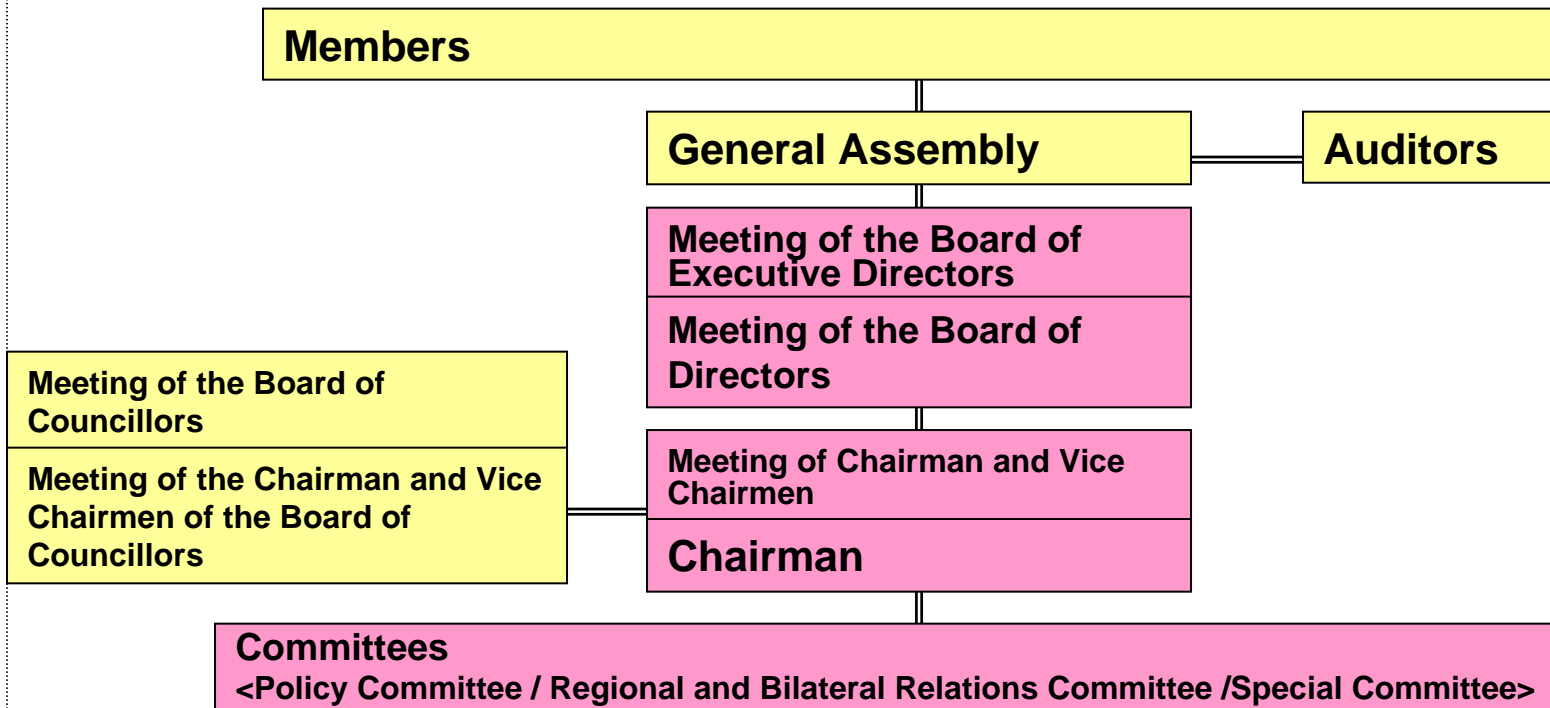 Members
General Assembly
Auditors
Meeting of the Board of
Executive Directors
Meeting of the Board of
Directors
Meeting of the Board of
Councillors
Meeting of the Chairman and Vice
Chairmen of the Board of
Councillors
Meeting of Chairman and Vice
Chairmen
Chairman
Committees
<Policy Committee / Regional and Bilateral Relations Committee /Special Committee>